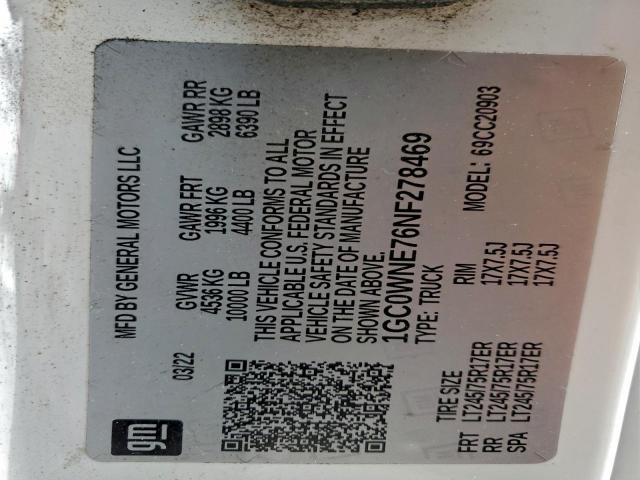 MFD BY GENERAL MOTORS LLC
03/22 GVWR GAWR FRT GAWR RR
4538 KG 1996 KG 2898 KG
10000 LB 4400 LB 6390 LB
THIS VEHICLE CONFORMS TO ALL
APPLICABLE U.S. FEDERAL MOTOR
VEHICLE SAFETY STANDARDS IN EFFECT
ON THE DATE OF MANUFACTURE
SHOWN ABOVE.
1GC0WNE76NF278469
TYPE: TRUCK MODEL: 69CC20903
TIRE SIZE RIM
FRT LT245/75R17ER 17X7.5J
RR LT245/75R17ER 17X7.5J
SPA LT245/75R17ER 17X7.5J
gm